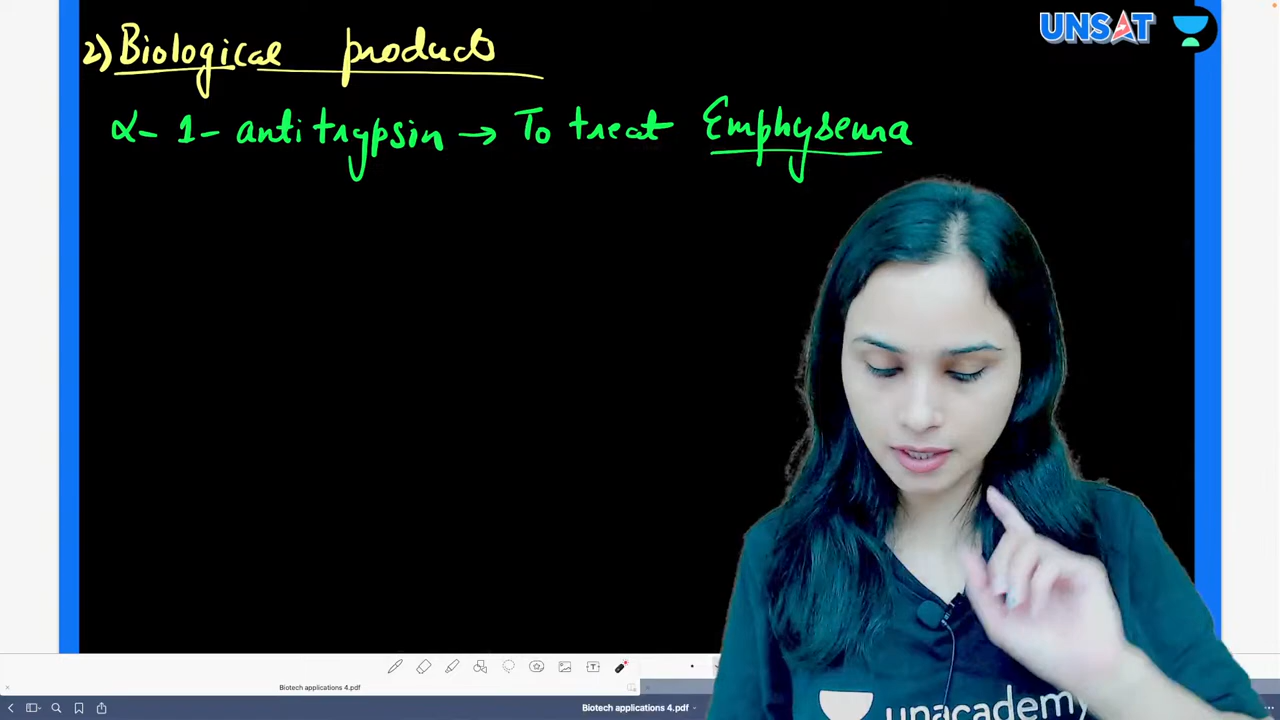 UNSAT
2) Biological products
α- 1- antitrypsin → To treat Emphysema
unacademy
Biotech applications 4.pdf
Biotech applications 4.pdf